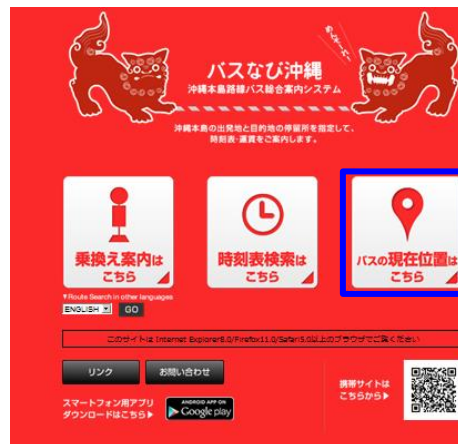 めんそーれ
バスなび沖縄
沖縄本島路線バス総合案内システム
沖縄本島の出発地と目的地の停留所を指定して、
時刻表・運賃をご案内します。
乗換え案内は
こちら
時刻表検索は
こちら
バスの現在位置は
こちら
▼Route Search in other languages
ENGLISH
GO
このサイトは Internet Explorer8.0/Firefox11.0/Safari5.0以上のブラウザでご覧ください
リンク
お問い合わせ
スマートフォン用アプリ
ダウンロードはこちら▶
ANDROID APP ON
Google play
携帯サイトは
こちらから▶